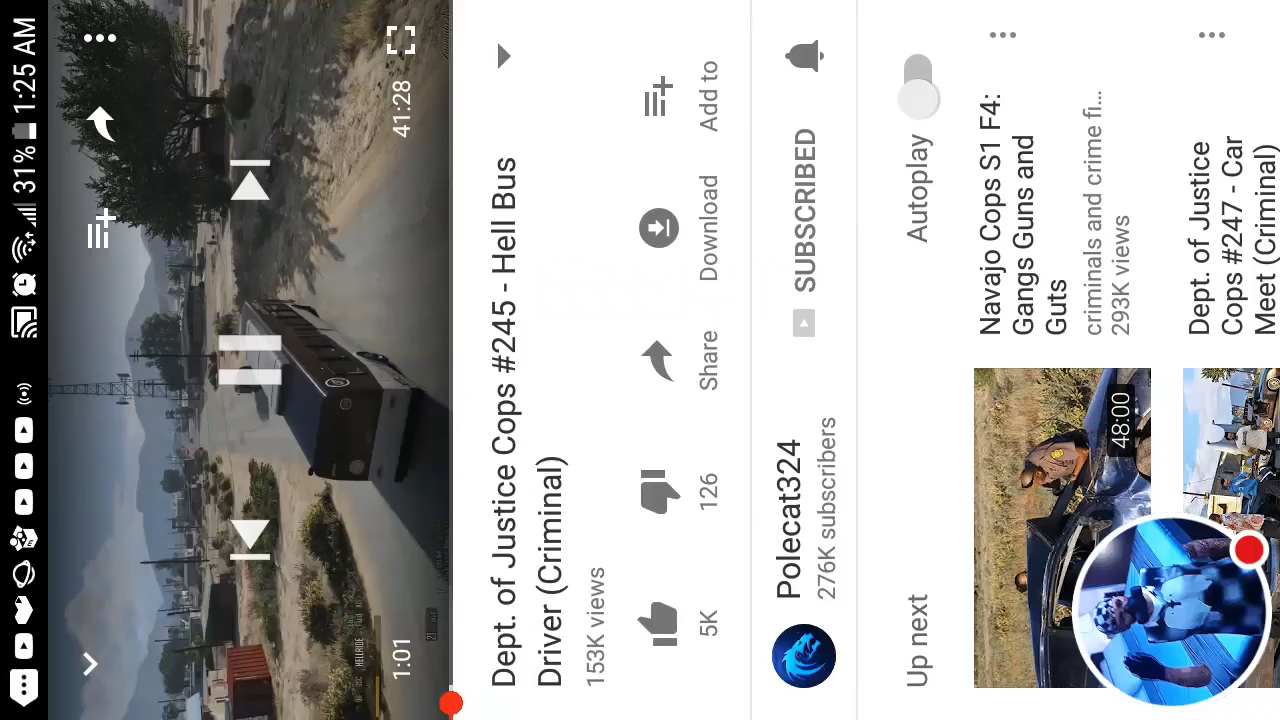 31% 1:25 AM
1:01
41:28
HELLRIDE
Dept. of Justice Cops #245 - Hell Bus
Driver (Criminal)
153K views
5K
126
Share
Download
Add to
Polecat324
276K subscribers
SUBSCRIBED
Up next
Autoplay
48:00
Navajo Cops S1 F4:
Gangs Guns and
Guts
criminals and crime fi...
293K views
Dept. of Justice
Cops #247 - Car
Meet (Criminal)